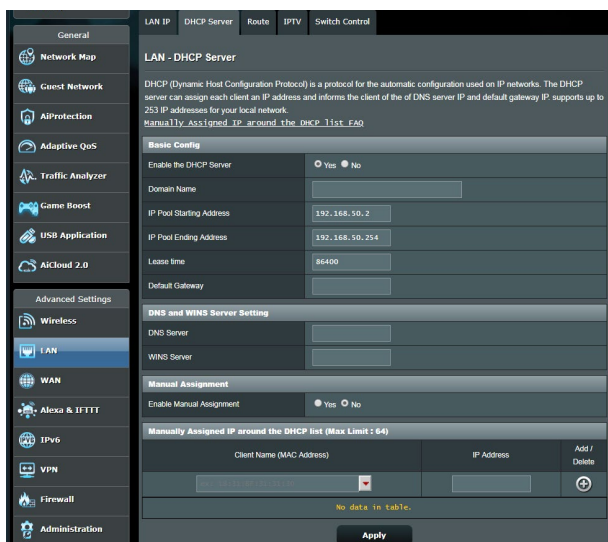 LAN IP
DHCP Server
Route
IPTV
Switch Control
General
Network Map
Guest Network
AiProtection
Adaptive QoS
Traffic Analyzer
Game Boost
USB Application
AiCloud 2.0
Advanced Settings
Wireless
LAN
WAN
Alexa & IFTTT
IPv6
VPN
Firewall
Administration
LAN - DHCP Server
DHCP (Dynamic Host Configuration Protocol) is a protocol for the automatic configuration used on IP networks. The DHCP
server can assign each client an IP address and informs the client of the of DNS server IP and default gateway IP. supports up to
253 IP addresses for your local network.
Manually Assigned IP around the DHCP list FAQ
Basic Config
Enable the DHCP Server Yes No
Domain Name
IP Pool Starting Address 192.168.50.2
IP Pool Ending Address 192.168.50.254
Lease time 86400
Default Gateway
DNS and WINS Server Setting
DNS Server
WINS Server
Manual Assignment
Enable Manual Assignment Yes No
Manually Assigned IP around the DHCP list (Max Limit : 64)
Client Name (MAC Address) IP Address Add /
Delete
No data in table.
Apply